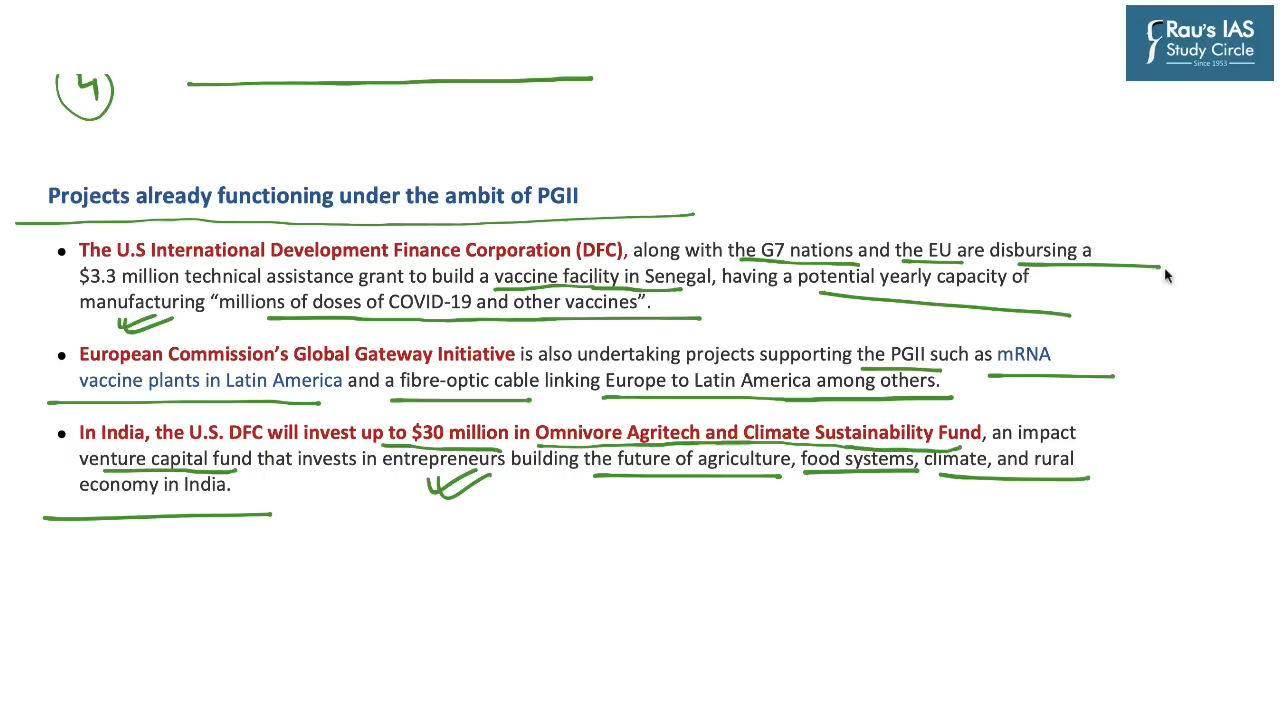 Rau's IAS
Study Circle
Since 1953
4
Projects already functioning under the ambit of PGII
• The U.S International Development Finance Corporation (DFC), along with the G7 nations and the EU are disbursing a
$3.3 million technical assistance grant to build a vaccine facility in Senegal, having a potential yearly capacity of
manufacturing “millions of doses of COVID-19 and other vaccines”.
• European Commission’s Global Gateway Initiative is also undertaking projects supporting the PGII such as mRNA
vaccine plants in Latin America and a fibre-optic cable linking Europe to Latin America among others.
• In India, the U.S. DFC will invest up to $30 million in Omnivore Agritech and Climate Sustainability Fund, an impact
venture capital fund that invests in entrepreneurs building the future of agriculture, food systems, climate, and rural
economy in India.